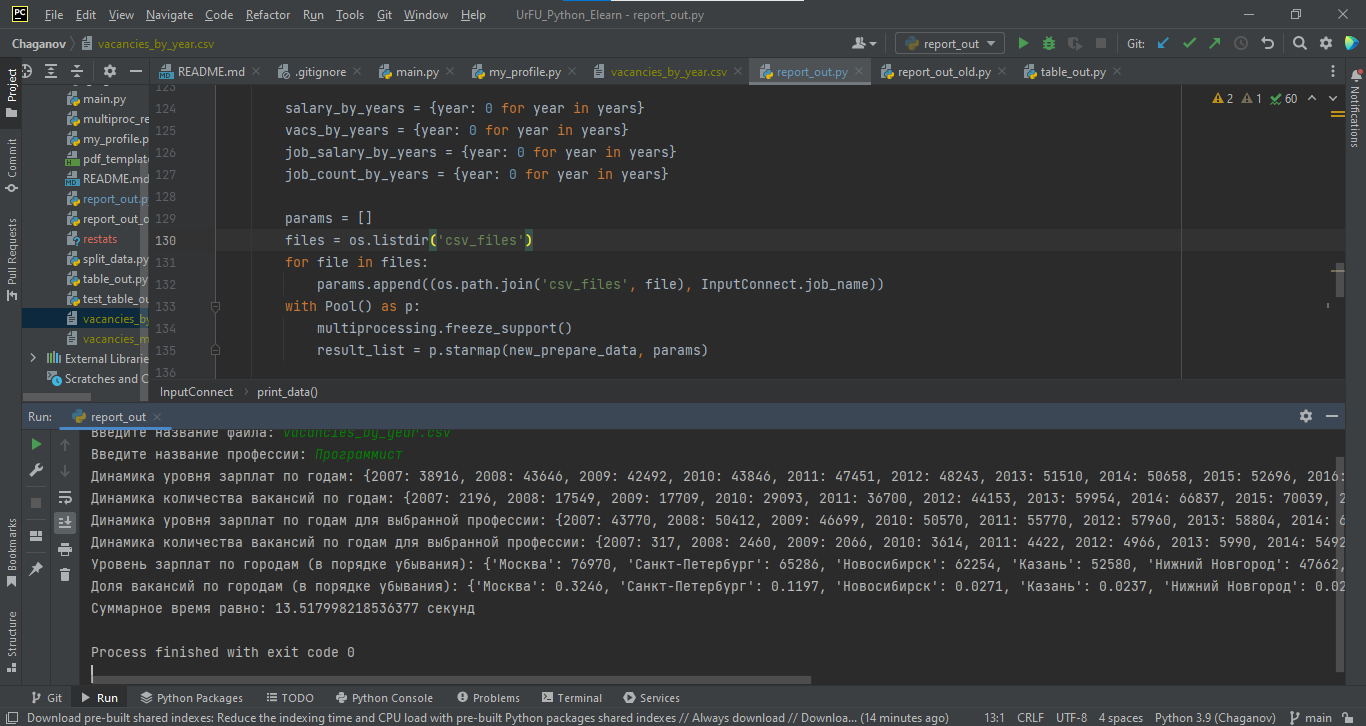 PC File Edit View Navigate Code Refactor Run Tools Git Window Help UrFU_Python_Elearn - report_out.py
Chaganov vacancies_by_year.csv report_out Git:
README.md .gitignore main.py my_profile.py vacancies_by_year.csv report_out.py report_out_old.py table_out.py
Project
Commit
Pull Requests
Bookmarks
Structure
Notifications
main.py
multiproc_re
my_profile.p
pdf_template
README.md
report_out.py
report_out_o
restats
split_data.py
table_out.py
test_table_ou
vacancies_by
vacancies_m
External Librarie
Scratches and C
2 1 60
123
124 salary_by_years = {year: 0 for year in years}
125 vacs_by_years = {year: 0 for year in years}
126 job_salary_by_years = {year: 0 for year in years}
127 job_count_by_years = {year: 0 for year in years}
128
129 params = []
130 files = os.listdir('csv_files')
131 for file in files:
132 params.append((os.path.join('csv_files', file), InputConnect.job_name))
133 with Pool() as p:
134 multiprocessing.freeze_support()
135 result_list = p.starmap(new_prepare_data, params)
136
InputConnect print_data()
Run: report_out
Введите название файла: vacancies_by_year.csv
Введите название профессии: Программист
Динамика уровня зарплат по годам: {2007: 38916, 2008: 43646, 2009: 42492, 2010: 43846, 2011: 47451, 2012: 48243, 2013: 51510, 2014: 50658, 2015: 52696, 2016:
Динамика количества вакансий по годам: {2007: 2196, 2008: 17549, 2009: 17709, 2010: 29093, 2011: 36700, 2012: 44153, 2013: 59954, 2014: 66837, 2015: 70039, 2
Динамика уровня зарплат по годам для выбранной профессии: {2007: 43770, 2008: 50412, 2009: 46699, 2010: 50570, 2011: 55770, 2012: 57960, 2013: 58804, 2014: 6
Динамика количества вакансий по годам для выбранной профессии: {2007: 317, 2008: 2460, 2009: 2066, 2010: 3614, 2011: 4422, 2012: 4966, 2013: 5990, 2014: 5492
Уровень зарплат по городам (в порядке убывания): {'Москва': 76970, 'Санкт-Петербург': 65286, 'Новосибирск': 62254, 'Казань': 52580, 'Нижний Новгород': 47662,
Доля вакансий по городам (в порядке убывания): {'Москва': 0.3246, 'Санкт-Петербург': 0.1197, 'Новосибирск': 0.0271, 'Казань': 0.0237, 'Нижний Новгород': 0.02
Суммарное время равно: 13.517998218536377 секунд
Process finished with exit code 0
Git Run Python Packages TODO Python Console Problems Terminal Services
Download pre-built shared indexes: Reduce the indexing time and CPU load with pre-built Python packages shared indexes // Always download // Downloa... (14 minutes ago) 13:1 CRLF UTF-8 4 spaces Python 3.9 (Chaganov) main